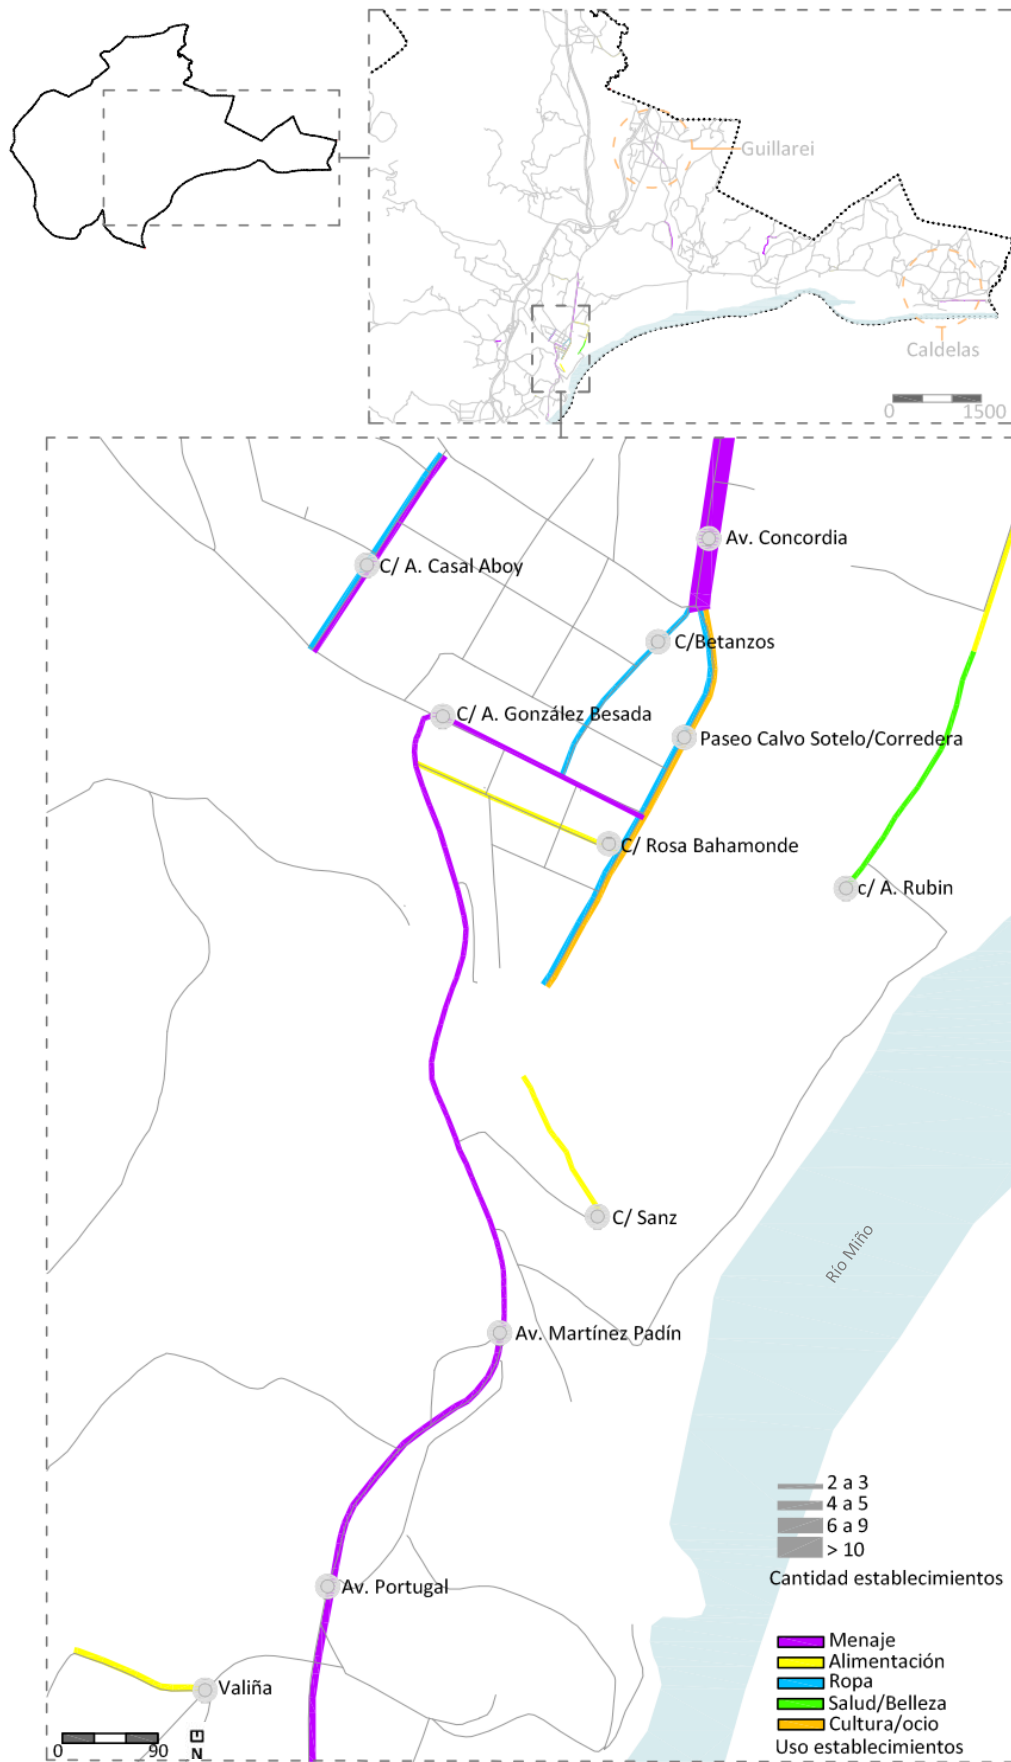 Guillarei
Caldelas
0 1500
Av. Concordia
C/ A. Casal Aboy
C/Betanzos
C/ A. González Besada
Paseo Calvo Sotelo/Corredera
C/ Rosa Bahamonde
c/ A. Rubin
C/ Sanz
Río Miño
Av. Martínez Padín
2 a 3
4 a 5
6 a 9
> 10
Cantidad establecimientos
Av. Portugal
Menaje
Alimentación
Ropa
Salud/Belleza
Cultura/ocio
Uso establecimientos
Valiña
0 90
N